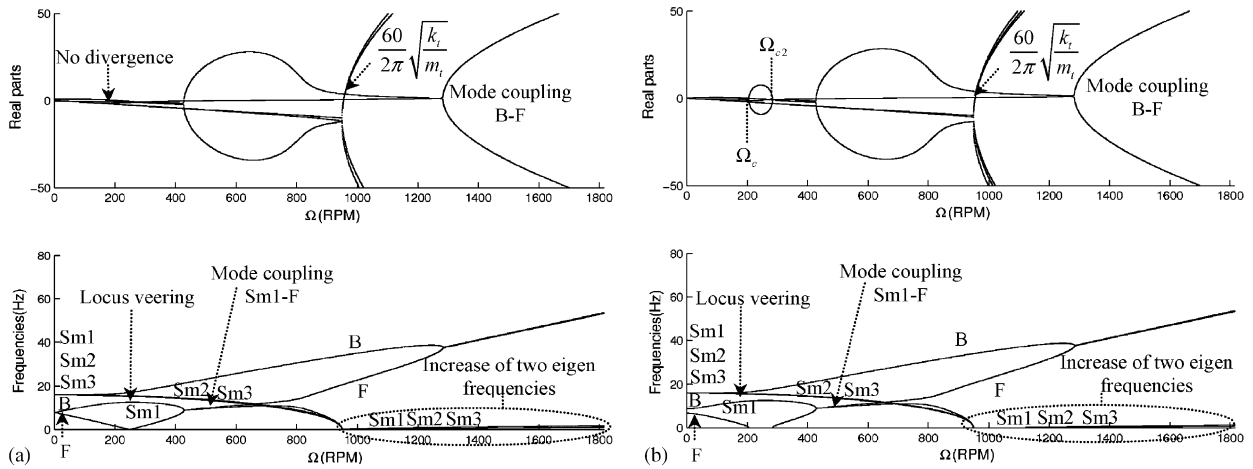 50
0
−50
Real parts
No divergence
60/2π √(k_t/m_t)
Mode coupling
B-F
0 200 400 600 800 1000 1200 1400 1600 1800
Ω(RPM)
80
60
40
20
0
Frequencies(Hz)
Mode coupling
Sm1-F
Locus veering
Sm1
Sm2
Sm3
B
F
B
F
Sm1
Sm2
Sm3
Increase of two eigen
frequencies
Sm1 Sm2 Sm3
0 200 400 600 800 1000 1200 1400 1600 1800
Ω(RPM)
(a)
50
0
−50
Real parts
Ω_c2
Ω_c
60/2π √(k_t/m_t)
Mode coupling
B-F
0 200 400 600 800 1000 1200 1400 1600 1800
Ω(RPM)
80
60
40
20
0
Frequencies(Hz)
Mode coupling
Sm1-F
Locus veering
Sm1
Sm2
Sm3
B
F
B
F
Sm1
Sm2
Sm3
Increase of two eigen
frequencies
Sm1 Sm2 Sm3
0 200 400 600 800 1000 1200 1400 1600 1800
Ω(RPM)
(b)